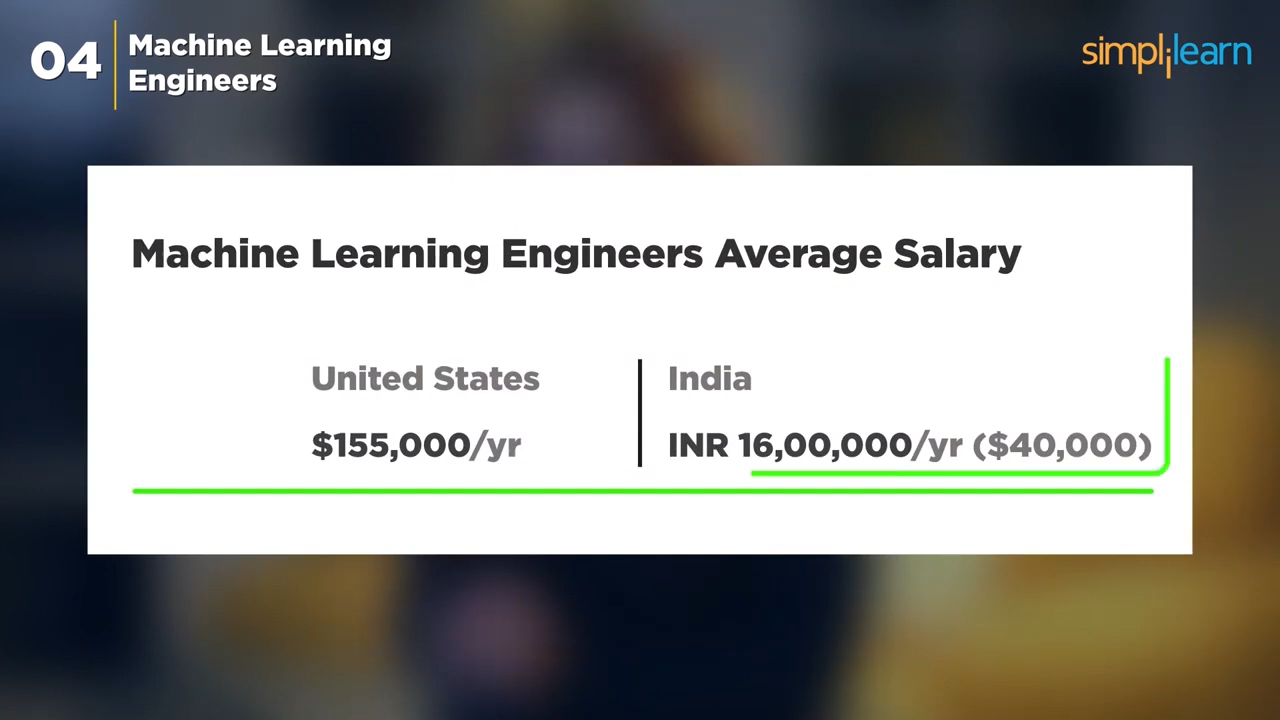 04
Machine Learning
Engineers
simplilearn
Machine Learning Engineers Average Salary
United States
$155,000/yr
India
INR 16,00,000/yr ($40,000)